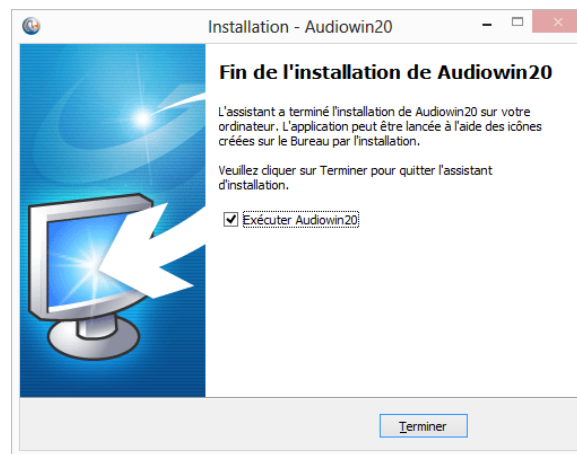 Installation - Audiowin20
Fin de l'installation de Audiowin20
L'assistant a terminé l'installation de Audiowin20 sur votre
ordinateur. L'application peut être lancée à l'aide des icônes
créées sur le Bureau par l'installation.
Veuillez cliquer sur Terminer pour quitter l'assistant
d'installation.
Exécuter Audiowin20
Terminer